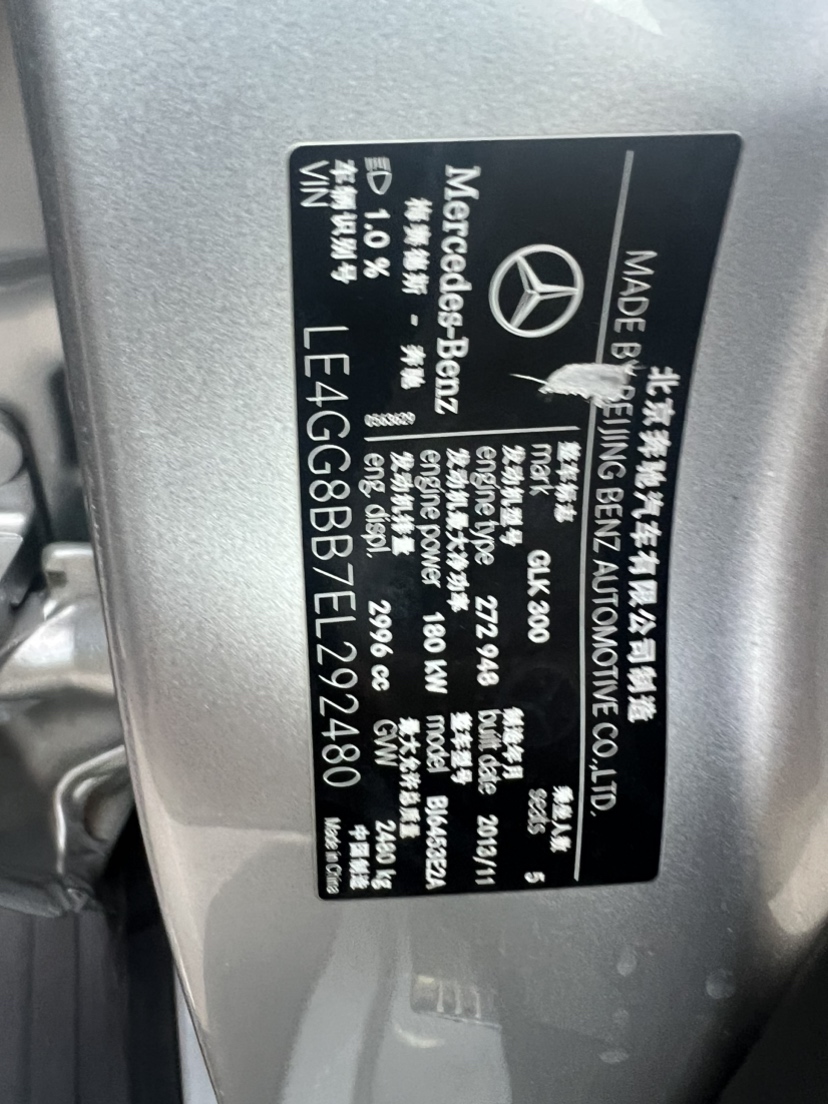 北京奔驰汽车有限公司制造
MADE BY BEIJING BENZ AUTOMOTIVE CO.,LTD.
整车标志
mark GLK 300
乘坐人数
seats 5
发动机型号
engine type 272 948
制造年月
built date 2013/11
Mercedes-Benz
梅赛德斯 - 奔驰
发动机最大净功率
engine power 180 kW
整车型号
model BJ6453E2A
发动机排量
eng. displ. 2996 cc
最大允许总质量
GVW 2480 kg
1.0 %
0583629
车辆识别号
VIN LE4GG8BB7EL292480
中国制造
Made in China